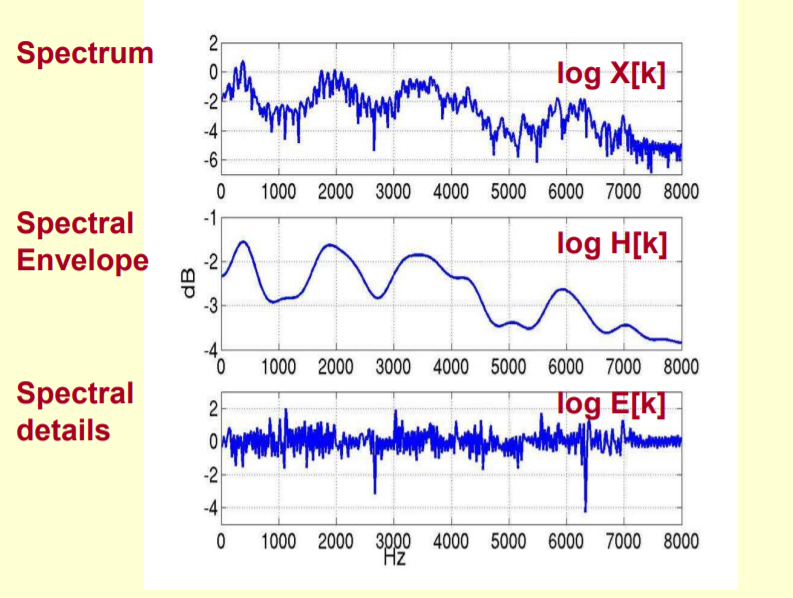 Spectrum
log X[k]
2
0
-2
-4
-6
0 1000 2000 3000 4000 5000 6000 7000 8000
Spectral
Envelope
log H[k]
dB
-1
-2
-3
-4
0 1000 2000 3000 4000 5000 6000 7000 8000
Spectral
details
log E[k]
2
0
-2
-4
0 1000 2000 3000 4000 5000 6000 7000 8000
Hz